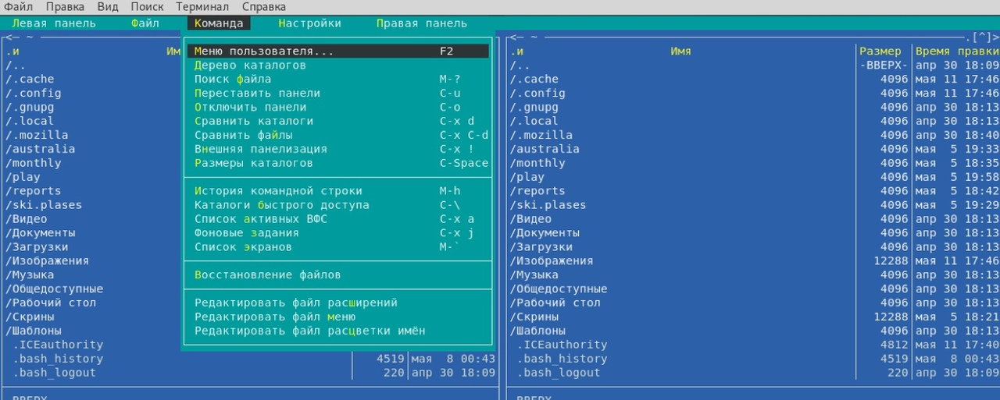 Файл Правка Вид Поиск Терминал Справка
Левая панель Файл Команда Настройки Правая панель
<— ~ <— ~ .[^]>
.и Им Меню пользователя... F2 .и Имя Размер Время правки
/.. Дерево каталогов /.. -ВВЕРХ- апр 30 18:09
/.cache Поиск файла M-? /.cache 4096 мая 11 17:46
/.config Переставить панели C-u /.config 4096 мая 11 17:46
/.gnupg Отключить панели C-o /.gnupg 4096 апр 30 18:13
/.local Сравнить каталоги C-x d /.local 4096 апр 30 18:13
/.mozilla Сравнить файлы C-x C-d /.mozilla 4096 апр 30 18:40
/australia Внешняя панелизация C-x ! /australia 4096 мая 5 19:33
/monthly Размеры каталогов C-Space /monthly 4096 мая 5 18:35
/play /play 4096 мая 5 19:58
/reports История командной строки M-h /reports 4096 мая 5 18:42
/ski.plases Каталоги быстрого доступа C-\ /ski.plases 4096 мая 5 19:29
/Видео Список активных ВФС C-x a /Видео 4096 апр 30 18:13
/Документы Фоновые задания C-x j /Документы 4096 апр 30 18:13
/Загрузки Список экранов M-` /Загрузки 4096 апр 30 18:13
/Изображения /Изображения 12288 мая 11 17:46
/Музыка Восстановление файлов /Музыка 4096 апр 30 18:13
/Общедоступные /Общедоступные 4096 апр 30 18:13
/Рабочий стол Редактировать файл расширений /Рабочий стол 4096 апр 30 18:13
/Скрины Редактировать файл меню /Скрины 12288 мая 5 18:21
/Шаблоны Редактировать файл расцветки имён /Шаблоны 4096 апр 30 18:13
.ICEauthority .ICEauthority 4812 мая 11 17:40
.bash_history 4519 мая 8 00:43 .bash_history 4519 мая 8 00:43
.bash_logout 220 апр 30 18:09 .bash_logout 220 апр 30 18:09